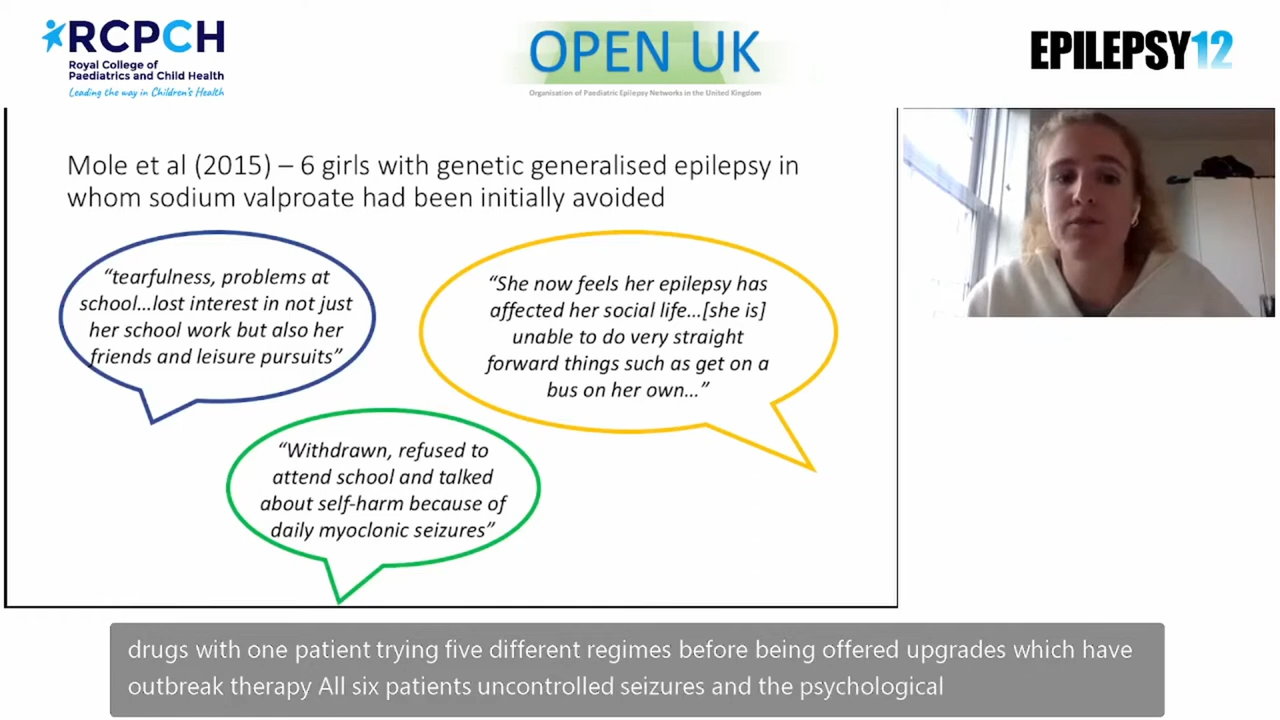 RCPCH
Royal College of
Paediatrics and Child Health
Leading the way in Children's Health
OPEN UK
Organisation of Paediatric Epilepsy Networks in the United Kingdom
EPILEPSY12
Mole et al (2015) – 6 girls with genetic generalised epilepsy in
whom sodium valproate had been initially avoided
“tearfulness, problems at
school…lost interest in not just
her school work but also her
friends and leisure pursuits”
“She now feels her epilepsy has
affected her social life…[she is]
unable to do very straight
forward things such as get on a
bus on her own…”
“Withdrawn, refused to
attend school and talked
about self-harm because of
daily myoclonic seizures”
drugs with one patient trying five different regimes before being offered upgrades which have
outbreak therapy All six patients uncontrolled seizures and the psychological